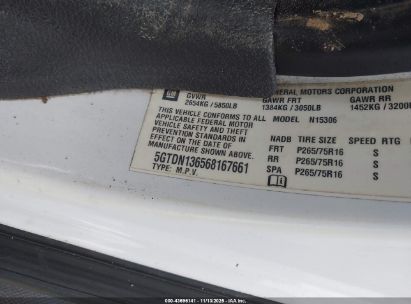 GM GENERAL MOTORS CORPORATION
GVWR GAWR FRT GAWR RR
2654KG / 5850LB 1384KG / 3050LB 1452KG / 3200
THIS VEHICLE CONFORMS TO ALL MODEL N15306
APPLICABLE FEDERAL MOTOR
VEHICLE SAFETY AND THEFT
PREVENTION STANDARDS IN
EFFECT ON THE DATE OF
MANUFACTURE SHOWN ABOVE.
5GTDN136568167661
TYPE: M.P.V.
NADB TIRE SIZE SPEED RTG
FRT P265/75R16 S
RR P265/75R16 S
SPA P265/75R16 S